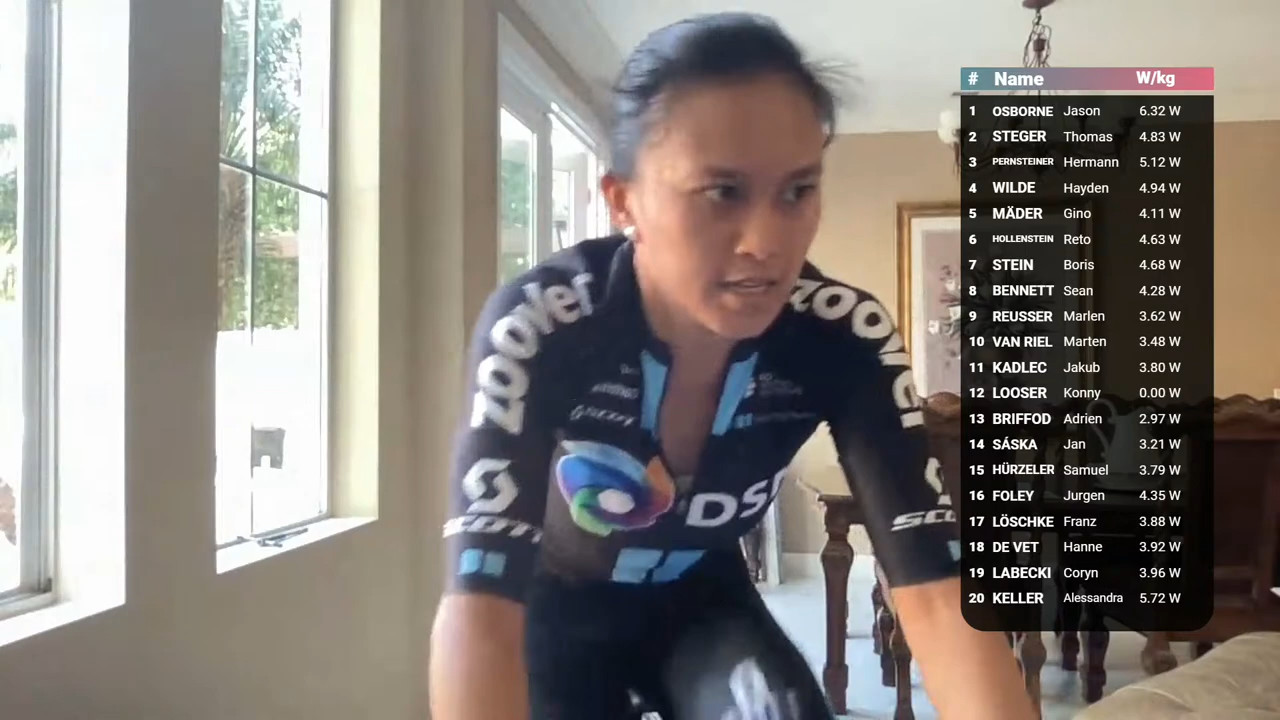 # Name W/kg
1 OSBORNE Jason 6.32 W
2 STEGER Thomas 4.83 W
3 PERNSTEINER Hermann 5.12 W
4 WILDE Hayden 4.94 W
5 MÄDER Gino 4.11 W
6 HOLLENSTEIN Reto 4.63 W
7 STEIN Boris 4.68 W
8 BENNETT Sean 4.28 W
9 REUSSER Marlen 3.62 W
10 VAN RIEL Marten 3.48 W
11 KADLEC Jakub 3.80 W
12 LOOSER Konny 0.00 W
13 BRIFFOD Adrien 2.97 W
14 SÁSKA Jan 3.21 W
15 HÜRZELER Samuel 3.79 W
16 FOLEY Jurgen 4.35 W
17 LÖSCHKE Franz 3.88 W
18 DE VET Hanne 3.92 W
19 LABECKI Coryn 3.96 W
20 KELLER Alessandra 5.72 W
zoover
zoover
SCOTT
DSM
SCOTT
SCO